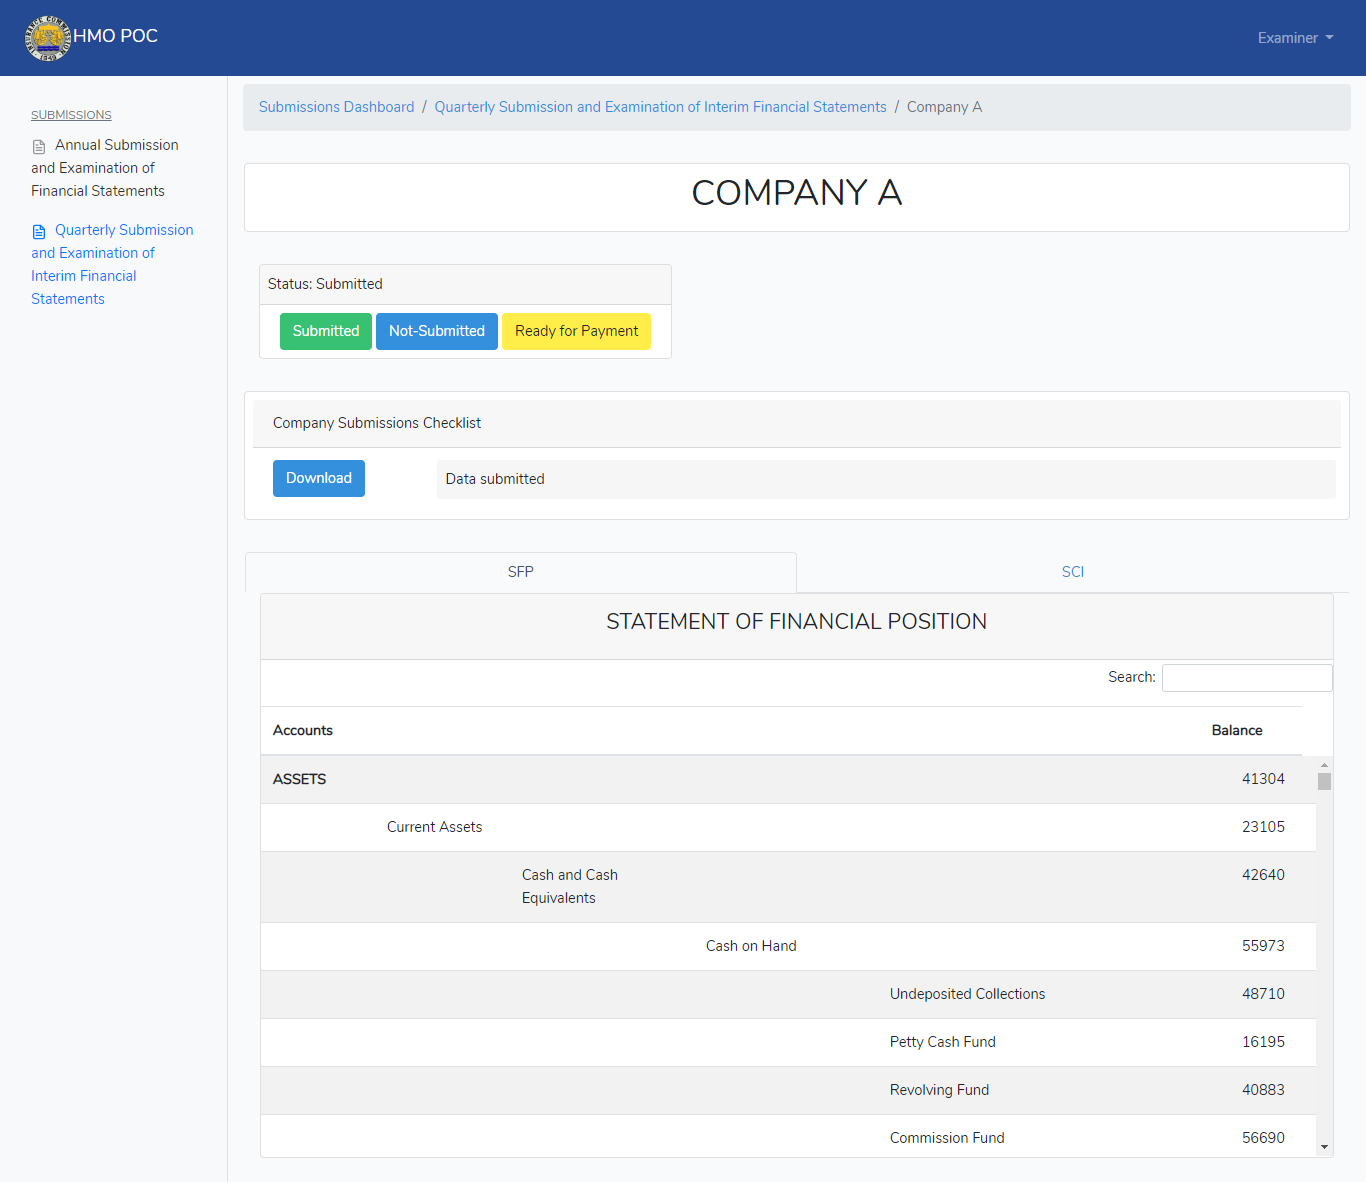 INSURANCE COMMISSION
1949
HMO POC
Examiner
SUBMISSIONS
Annual Submission
and Examination of
Financial Statements
Quarterly Submission
and Examination of
Interim Financial
Statements
Submissions Dashboard / Quarterly Submission and Examination of Interim Financial Statements / Company A
COMPANY A
Status: Submitted
Submitted Not-Submitted Ready for Payment
Company Submissions Checklist
Download Data submitted
SFP SCI
STATEMENT OF FINANCIAL POSITION
Search:
Accounts Balance
ASSETS 41304
Current Assets 23105
Cash and Cash 42640
Equivalents
Cash on Hand 55973
Undeposited Collections 48710
Petty Cash Fund 16195
Revolving Fund 40883
Commission Fund 56690